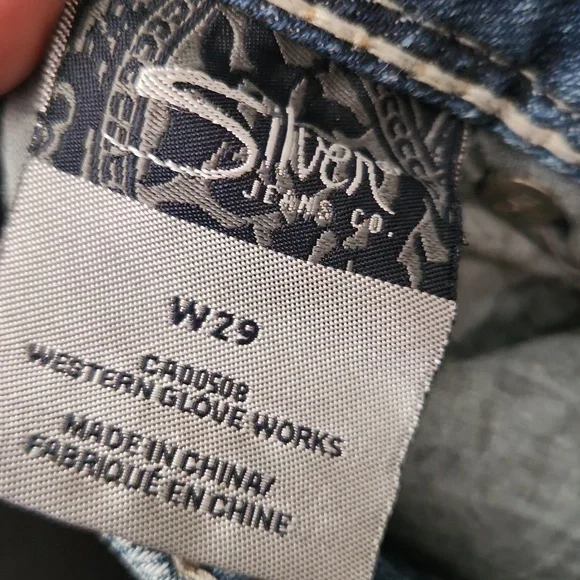 Silver
JEANS CO.
W29
CA00508
WESTERN GLOVE WORKS
MADE IN CHINA/
FABRIQUÉ EN CHINE